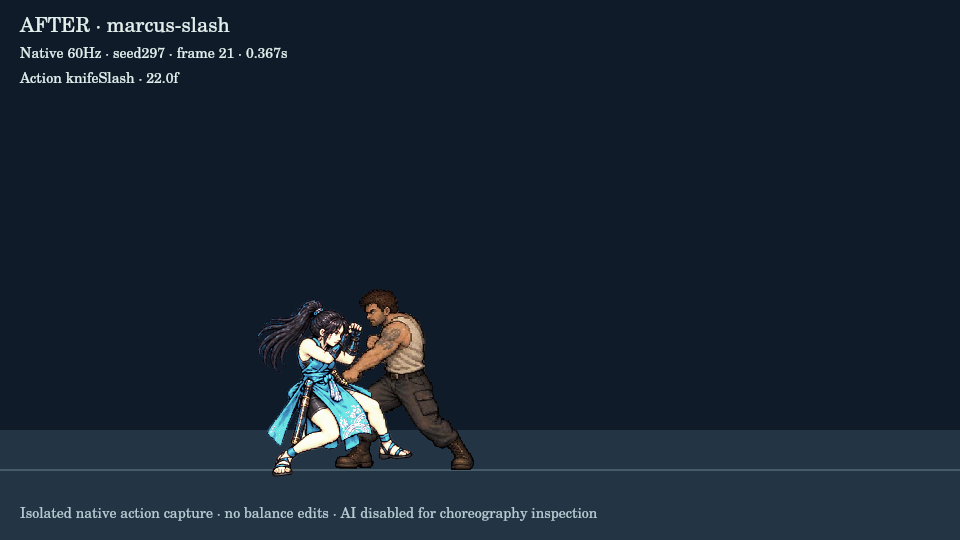 AFTER · marcus-slash
Native 60Hz · seed297 · frame 21 · 0.367s
Action knifeSlash · 22.0f
Isolated native action capture · no balance edits · AI disabled for choreography inspection